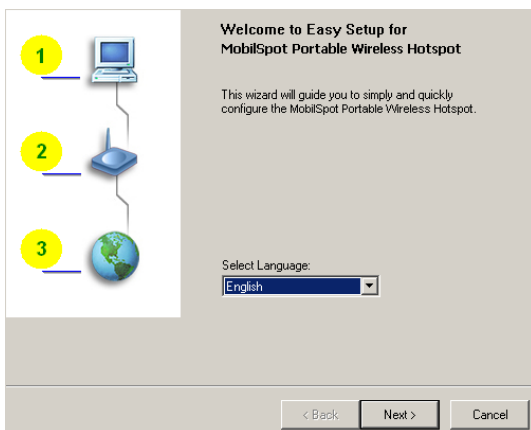 1
2
3
Welcome to Easy Setup for
MobilSpot Portable Wireless Hotspot
This wizard will guide you to simply and quickly
configure the MobilSpot Portable Wireless Hotspot.
Select Language:
English
< Back
Next >
Cancel